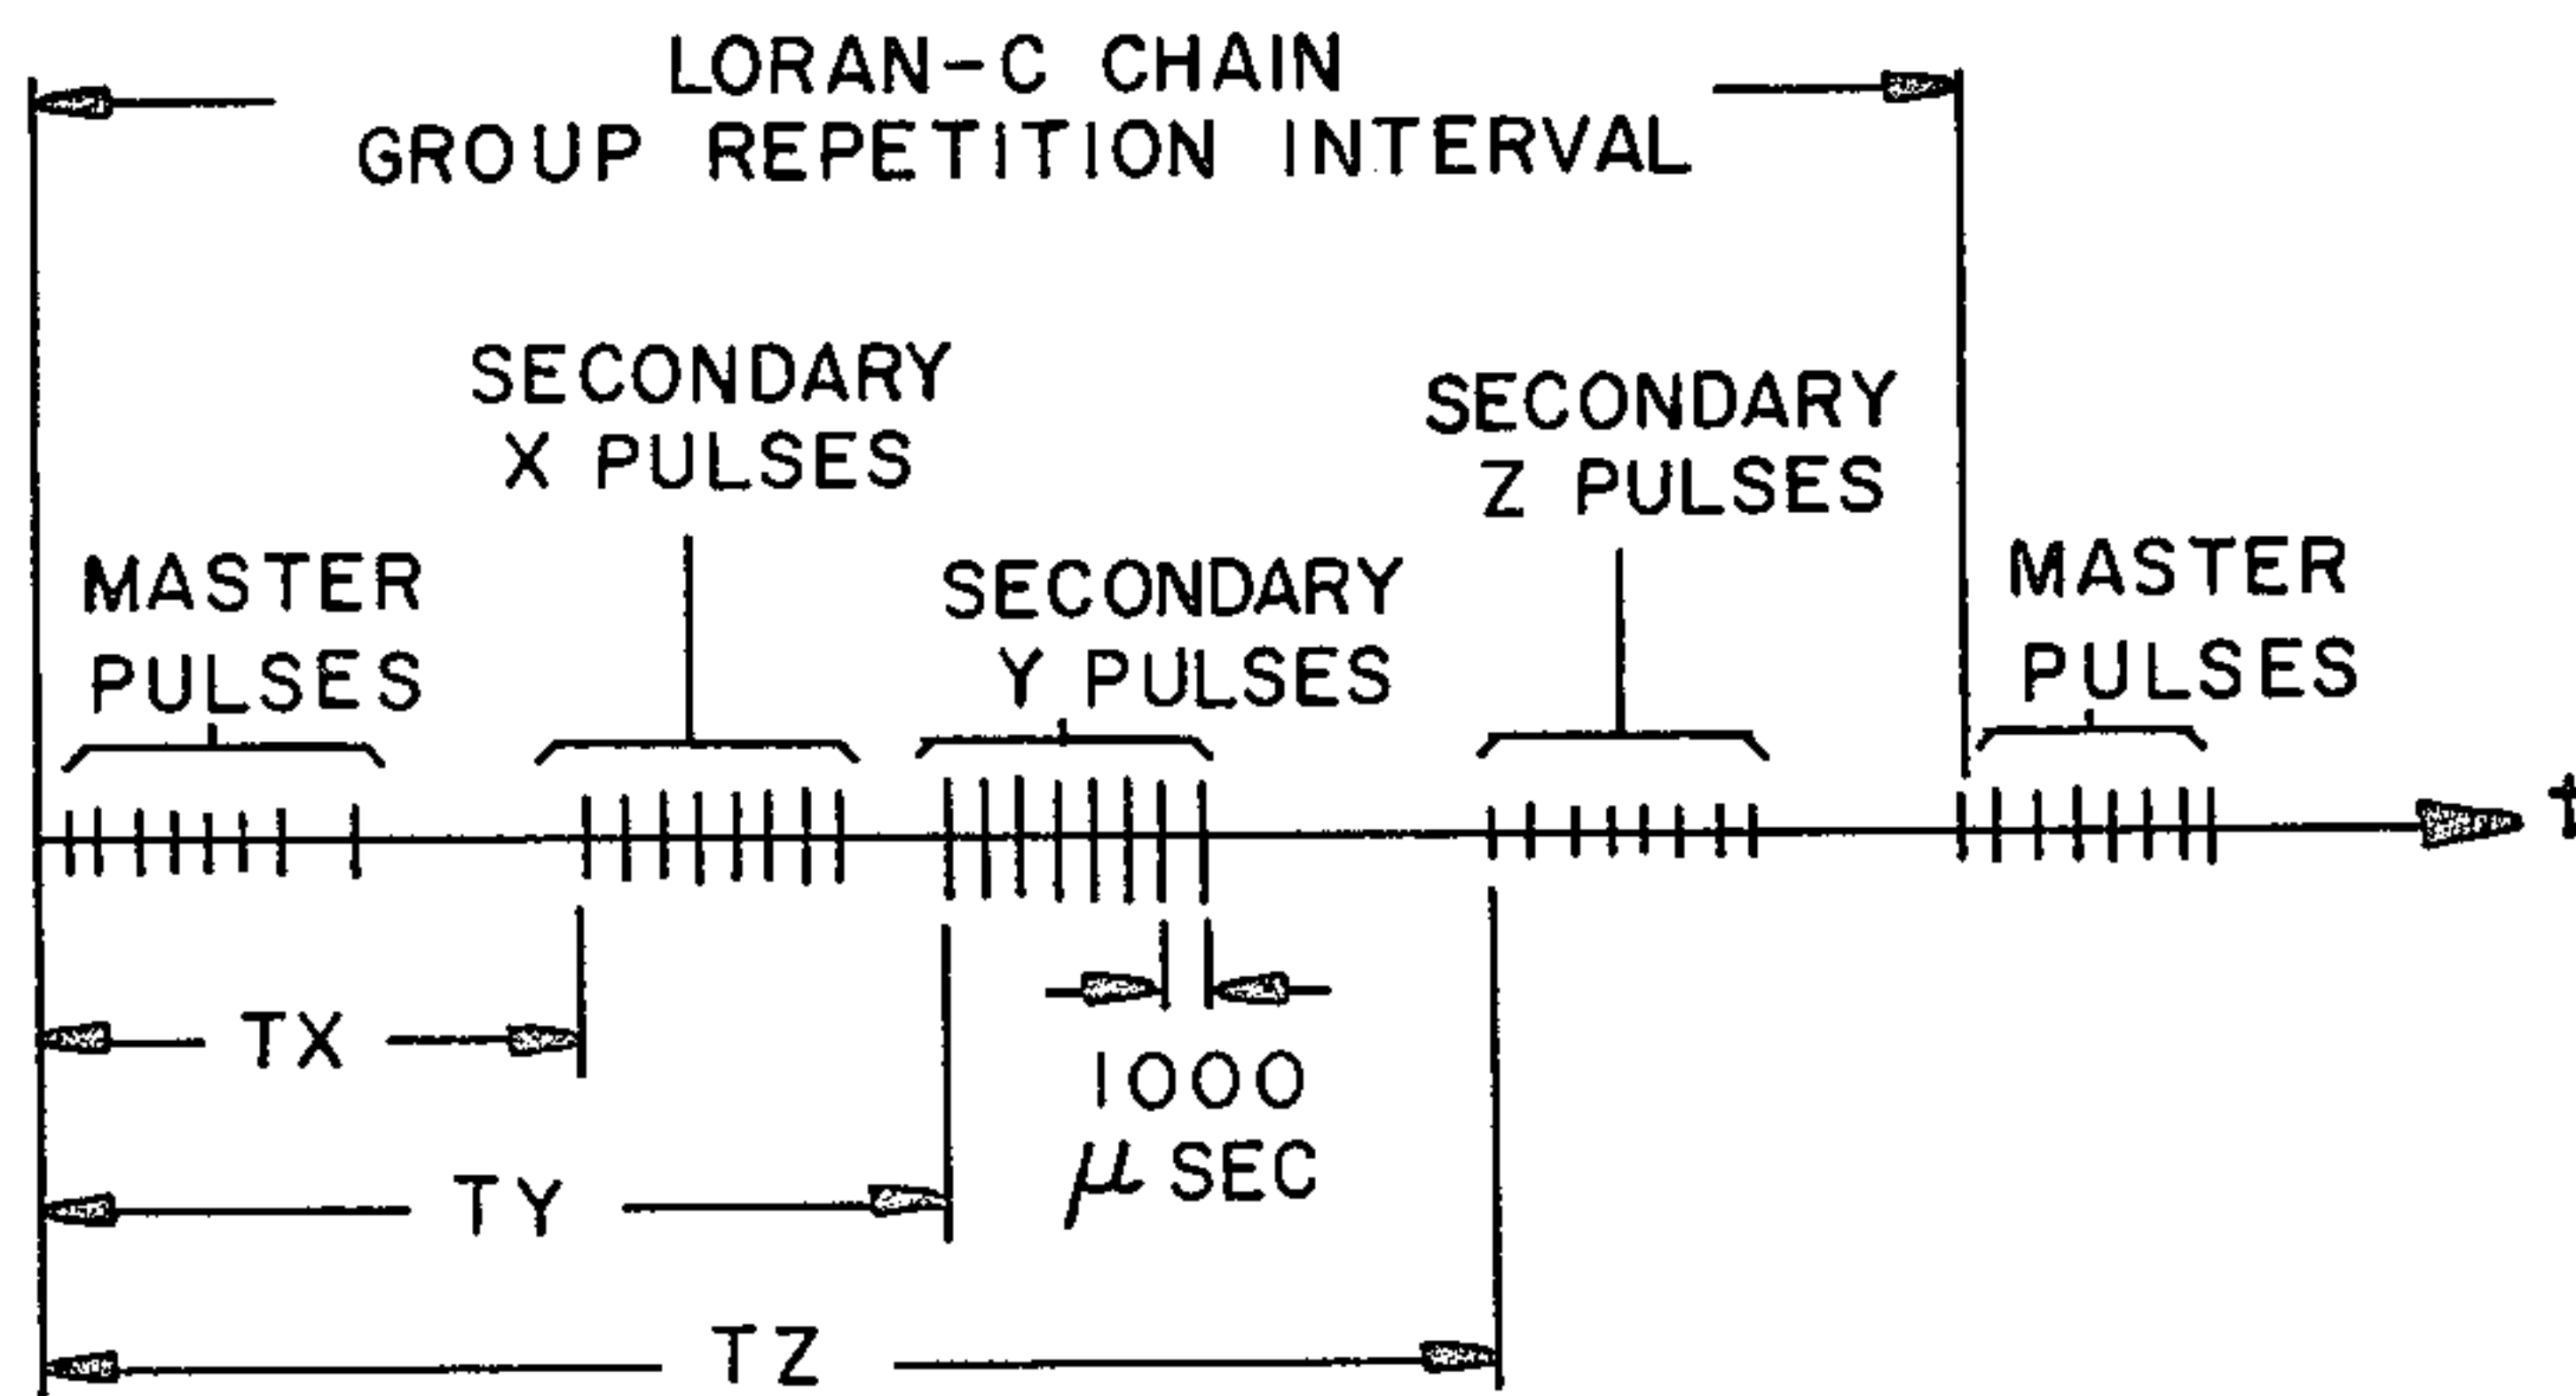 LORAN-C CHAIN
GROUP REPETITION INTERVAL
SECONDARY
X PULSES
SECONDARY
Z PULSES
MASTER
PULSES
SECONDARY
Y PULSES
MASTER
PULSES
t
TX
1000
μ SEC
TY
TZ